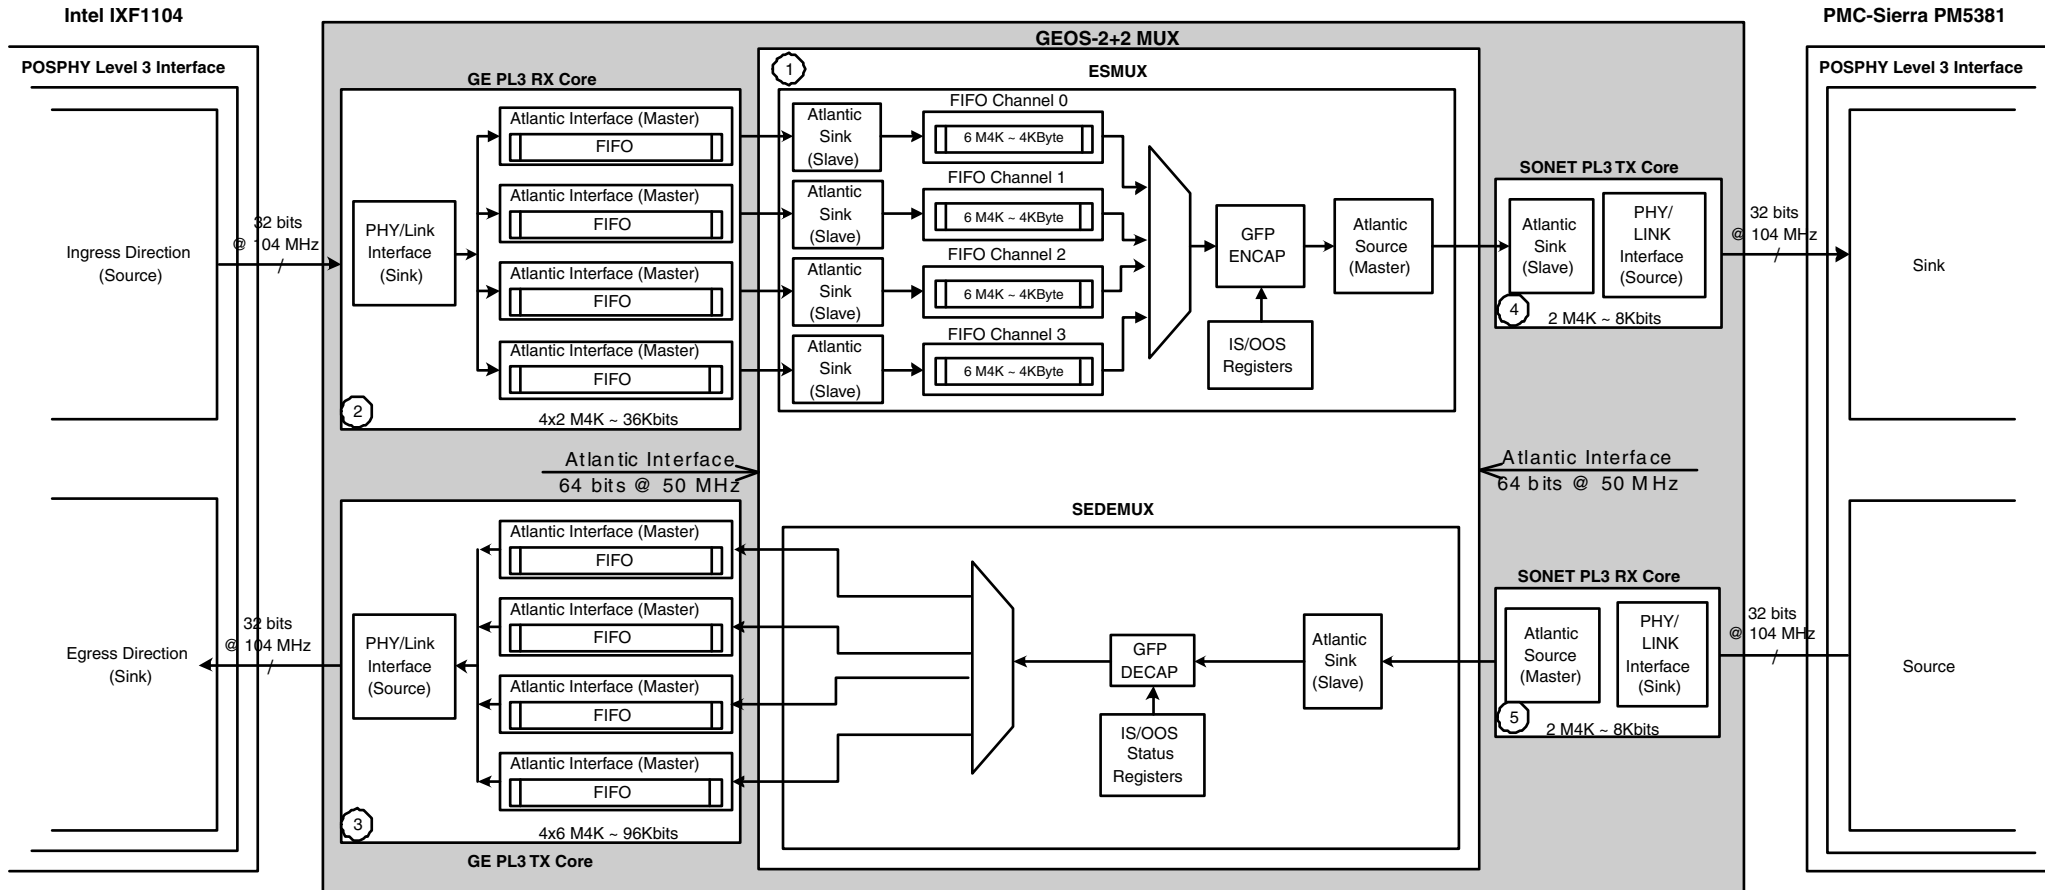 Intel IXF1104
PMC-Sierra PM5381
GEOS-2+2 MUX
POSPHY Level 3 Interface
Ingress Direction
(Source)
32 bits
@ 104 MHz
Egress Direction
(Sink)
32 bits
@ 104 MHz
GE PL3 RX Core
PHY/Link
Interface
(Sink)
Atlantic Interface (Master)
FIFO
Atlantic Interface (Master)
FIFO
Atlantic Interface (Master)
FIFO
Atlantic Interface (Master)
FIFO
2
4x2 M4K ~ 36Kbits
Atlantic Interface
64 bits @ 50 MHz
1
ESMUX
Atlantic
Sink
(Slave)
Atlantic
Sink
(Slave)
Atlantic
Sink
(Slave)
Atlantic
Sink
(Slave)
FIFO Channel 0
6 M4K ~ 4KByte
FIFO Channel 1
6 M4K ~ 4KByte
FIFO Channel 2
6 M4K ~ 4KByte
FIFO Channel 3
6 M4K ~ 4KByte
GFP
ENCAP
IS/OOS
Registers
Atlantic
Source
(Master)
SONET PL3 TX Core
Atlantic
Sink
(Slave)
PHY/
LINK
Interface
(Source)
4
2 M4K ~ 8Kbits
32 bits
@ 104 MHz
POSPHY Level 3 Interface
Sink
Atlantic Interface
64 bits @ 50 MHz
PHY/Link
Interface
(Source)
Atlantic Interface (Master)
FIFO
Atlantic Interface (Master)
FIFO
Atlantic Interface (Master)
FIFO
Atlantic Interface (Master)
FIFO
3
4x6 M4K ~ 96Kbits
GE PL3 TX Core
SEDEMUX
GFP
DECAP
IS/OOS
Status
Registers
Atlantic
Sink
(Slave)
SONET PL3 RX Core
Atlantic
Source
(Master)
PHY/
LINK
Interface
(Sink)
5
2 M4K ~ 8Kbits
32 bits
@ 104 MHz
Source